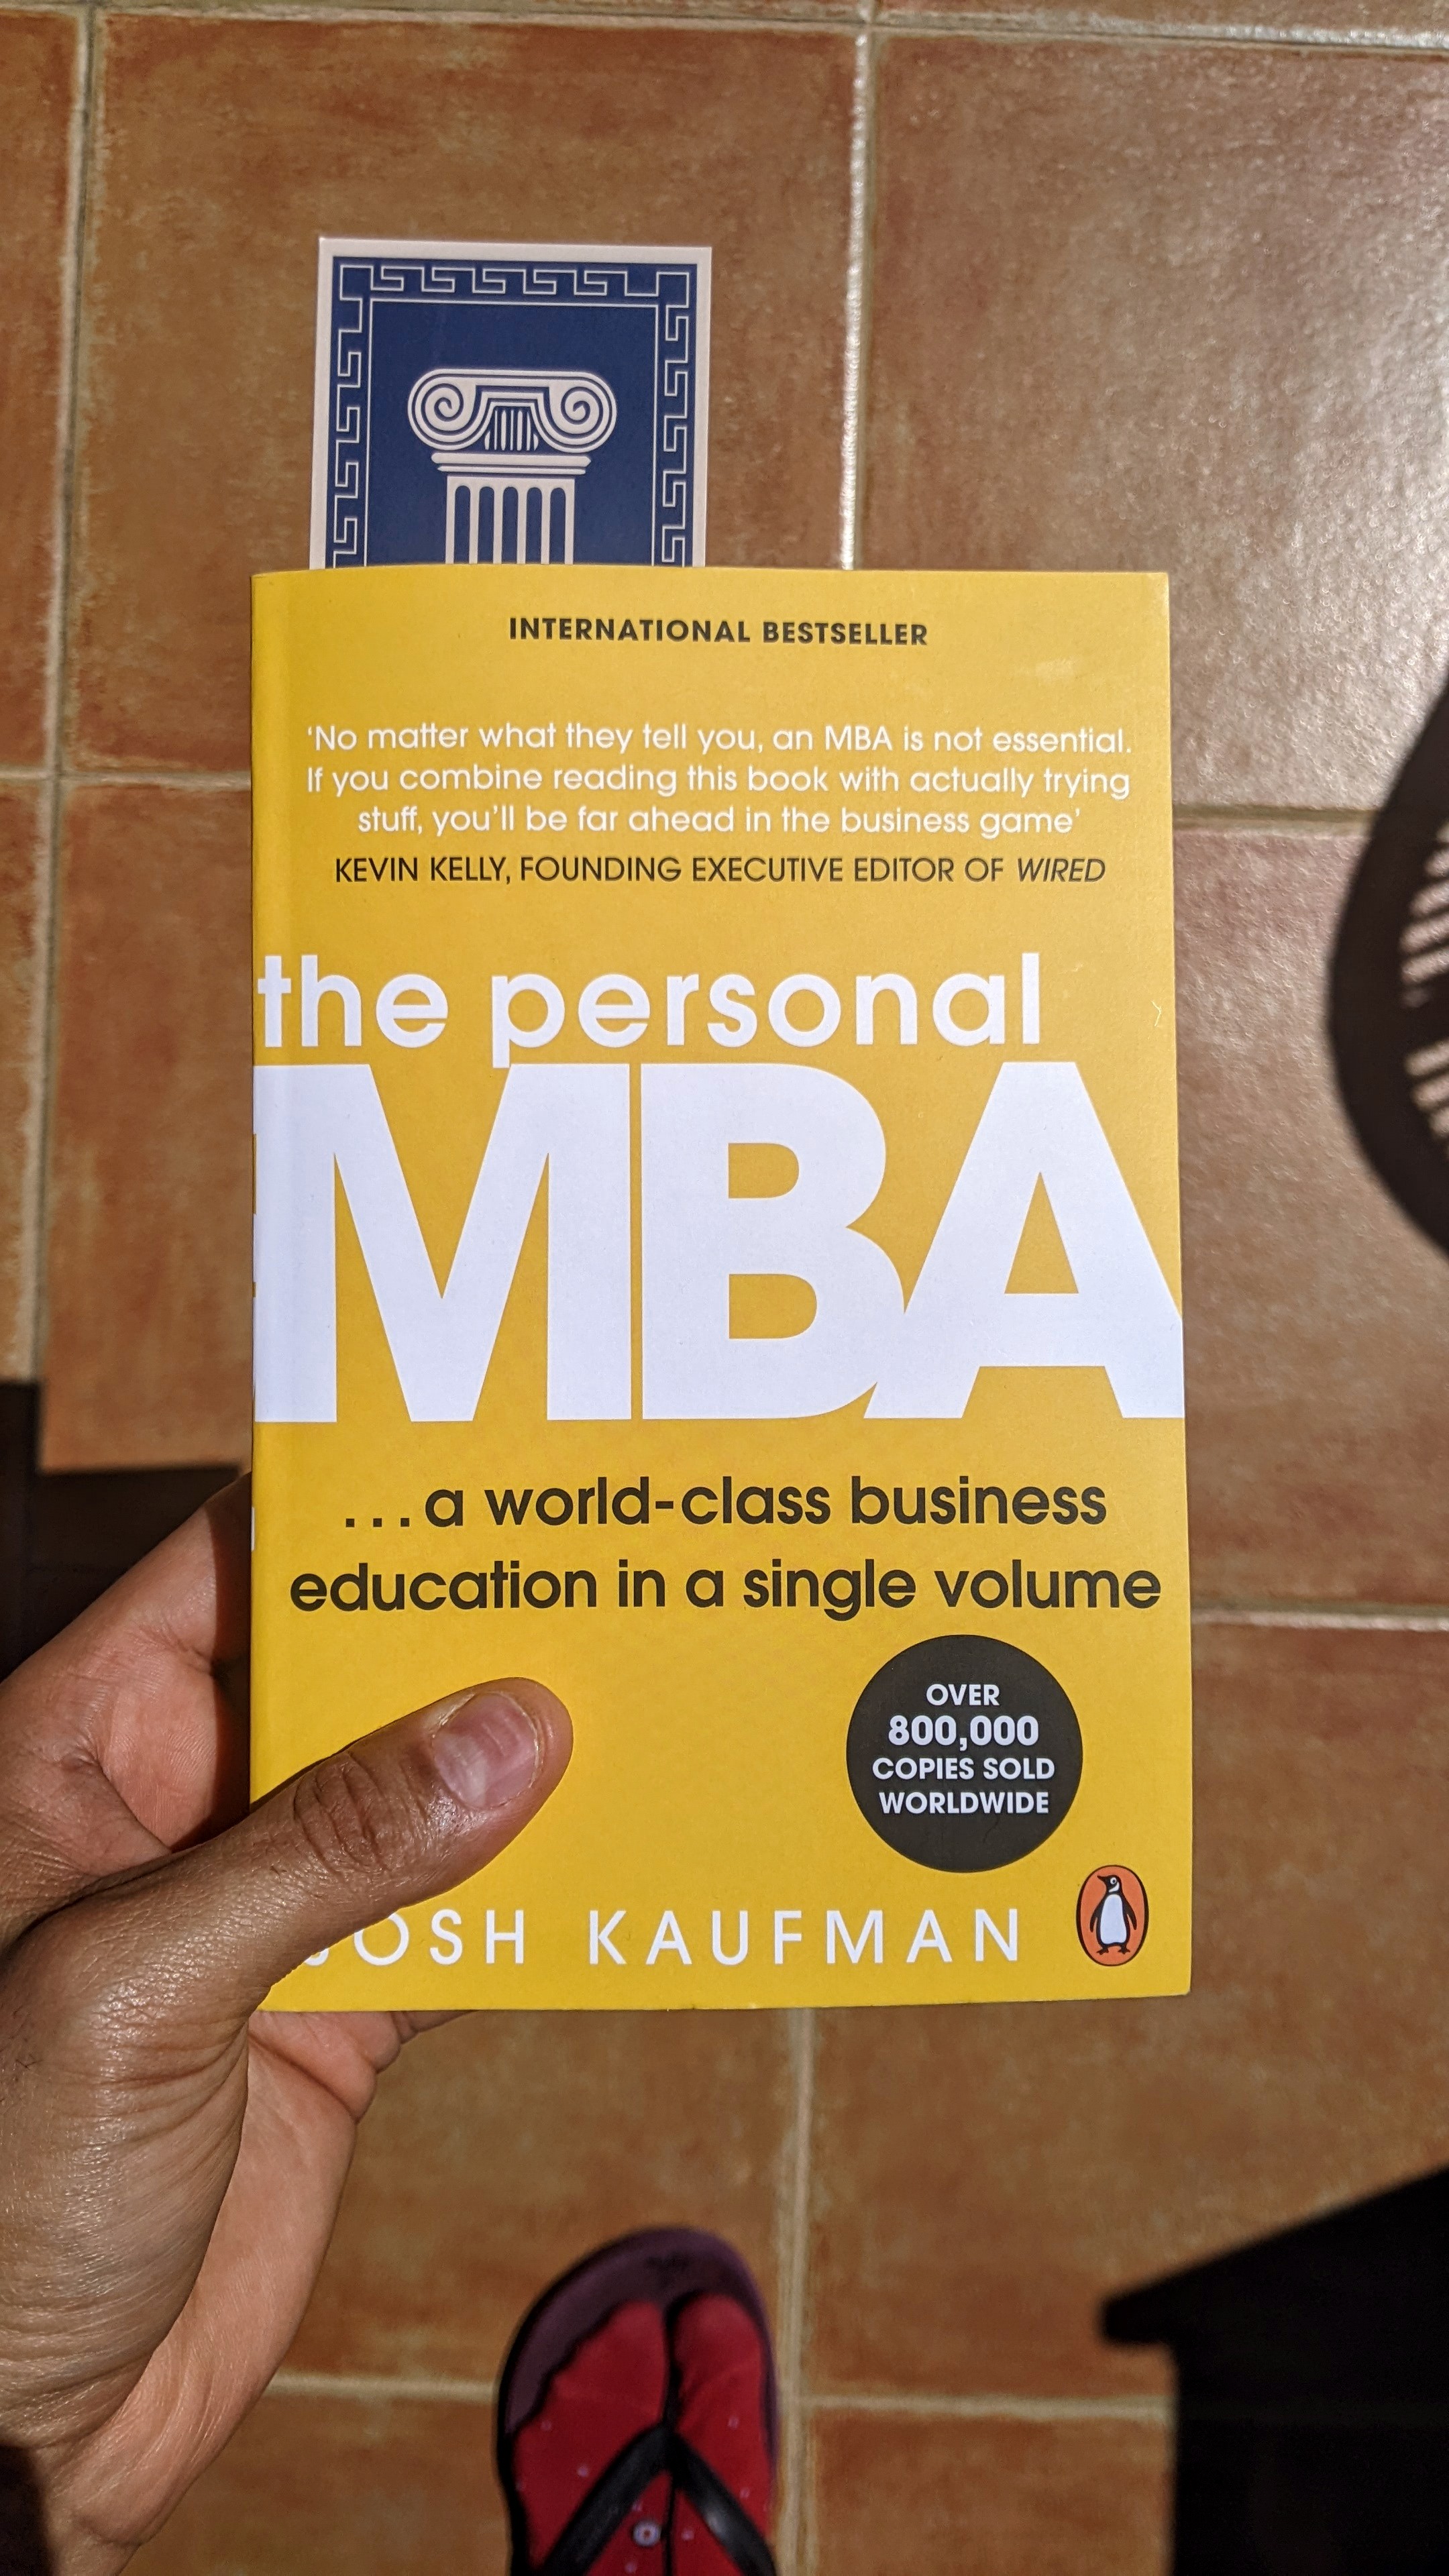 INTERNATIONAL BESTSELLER
‘No matter what they tell you, an MBA is not essential.
If you combine reading this book with actually trying
stuff, you’ll be far ahead in the business game’
KEVIN KELLY, FOUNDING EXECUTIVE EDITOR OF WIRED
the personal
MBA
...a world-class business
education in a single volume
OVER
800,000
COPIES SOLD
WORLDWIDE
JOSH KAUFMAN